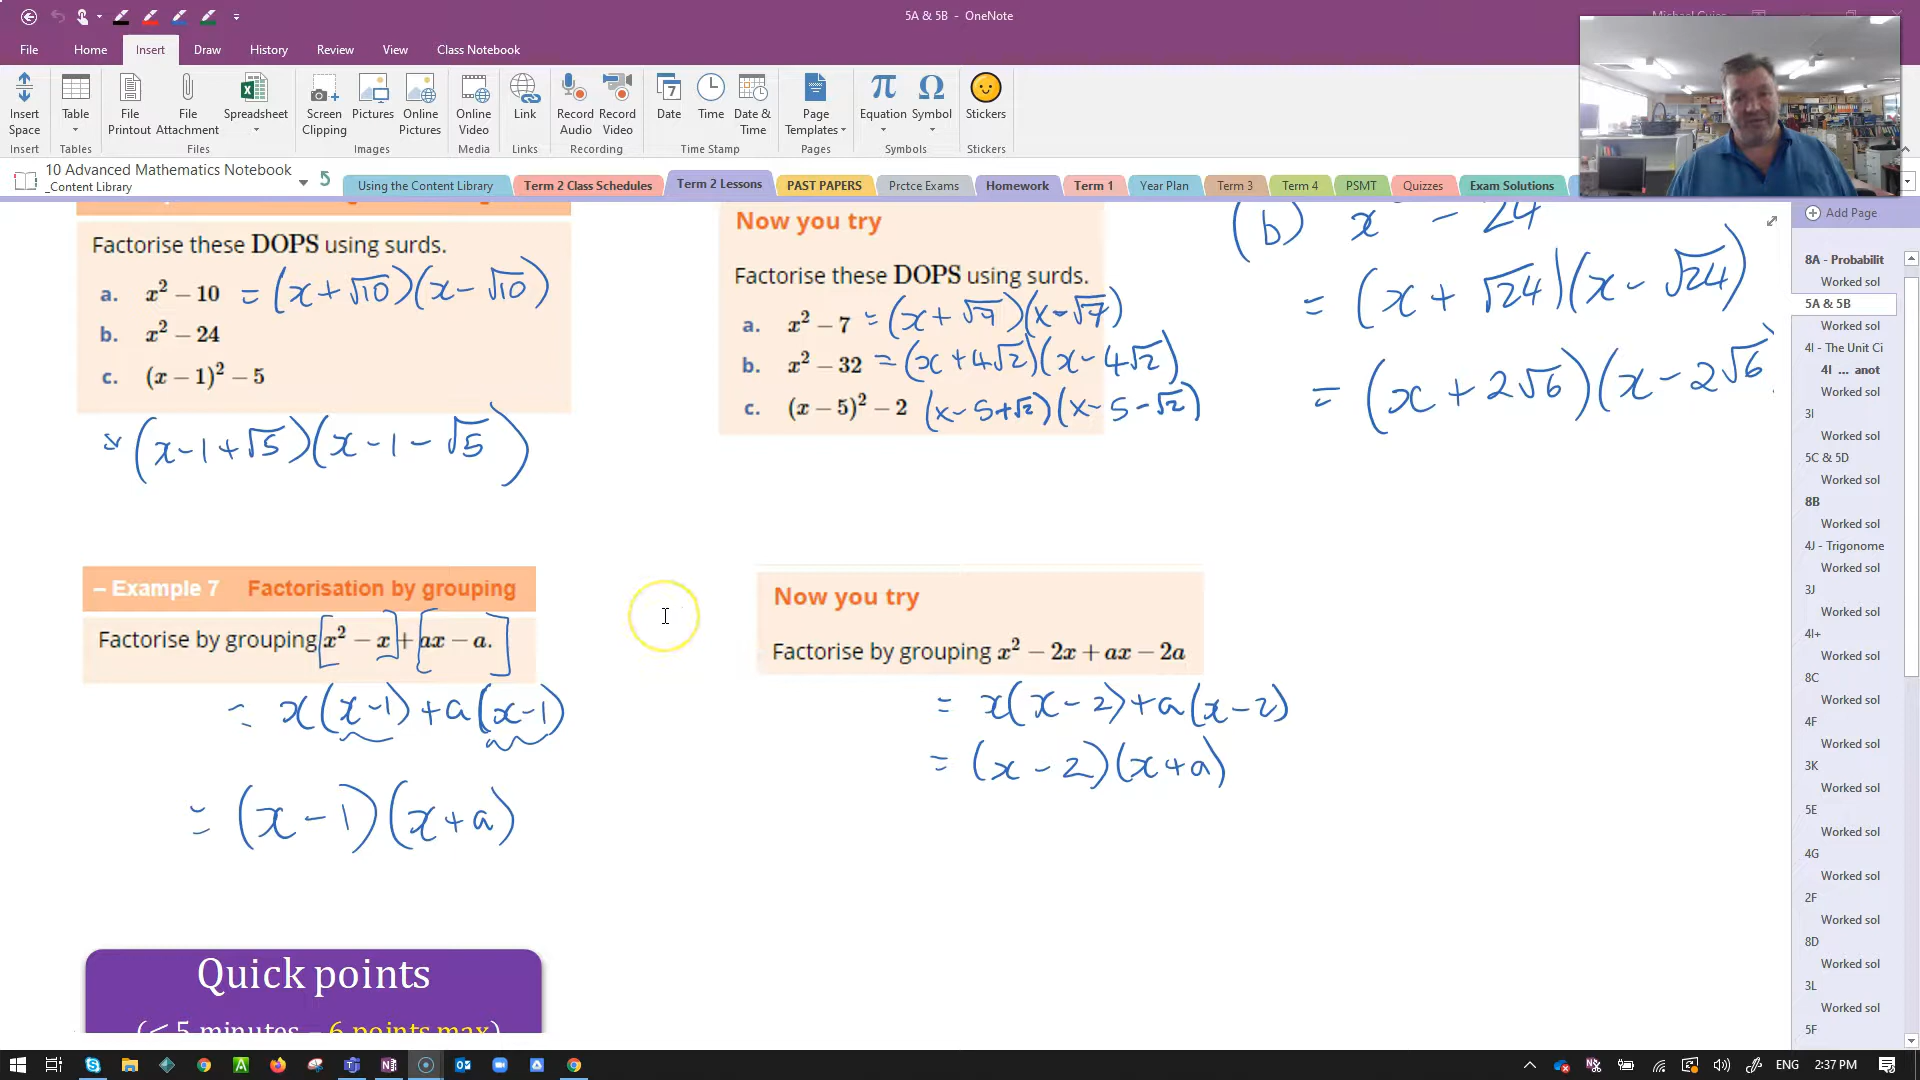 5A & 5B - OneNote
File Home Insert Draw History Review View Class Notebook
Insert Space
Table
File Printout
File Attachment
Spreadsheet
Screen Clipping
Pictures
Online Pictures
Online Video
Link
Record Audio
Record Video
Date
Time
Date & Time
Page Templates
Equation
Symbol
Stickers
Insert Tables Files Images Media Links Recording Time Stamp Pages Symbols Stickers
10 Advanced Mathematics Notebook
_Content Library
Using the Content Library Term 2 Class Schedules Term 2 Lessons PAST PAPERS Prctce Exams Homework Term 1 Year Plan Term 3 Term 4 PSMT Quizzes Exam Solutions
Factorise these DOPS using surds.
a. x² – 10 = (x+√10)(x-√10)
b. x² – 24
c. (x – 1)² – 5
(x-1+√5)(x-1-√5)
Now you try
Factorise these DOPS using surds.
a. x² – 7 = (x+√7)(x-√7)
b. x² – 32 = (x+4√2)(x-4√2)
c. (x – 5)² – 2 (x-5+√2)(x-5-√2)
(b) x - 24
= (x+√24)(x-√24)
= (x+2√6)(x-2√6
– Example 7 Factorisation by grouping
Factorise by grouping [x² – x] + [ax – a.]
= x(x-1)+a(x-1)
= (x-1)(x+a)
Now you try
Factorise by grouping x² – 2x + ax – 2a
= x(x-2)+a(x-2)
= (x-2)(x+a)
Quick points
(< 5 minutes – 6 points max)
Add Page
8A - Probabilit
Worked sol
5A & 5B
Worked sol
4I - The Unit Ci
4I ... anot
Worked sol
3I
Worked sol
5C & 5D
Worked sol
8B
Worked sol
4J - Trigonome
Worked sol
3J
Worked sol
4I+
Worked sol
8C
Worked sol
4F
Worked sol
3K
Worked sol
5E
Worked sol
4G
Worked sol
2F
Worked sol
8D
Worked sol
3L
Worked sol
5F
ENG 2:37 PM